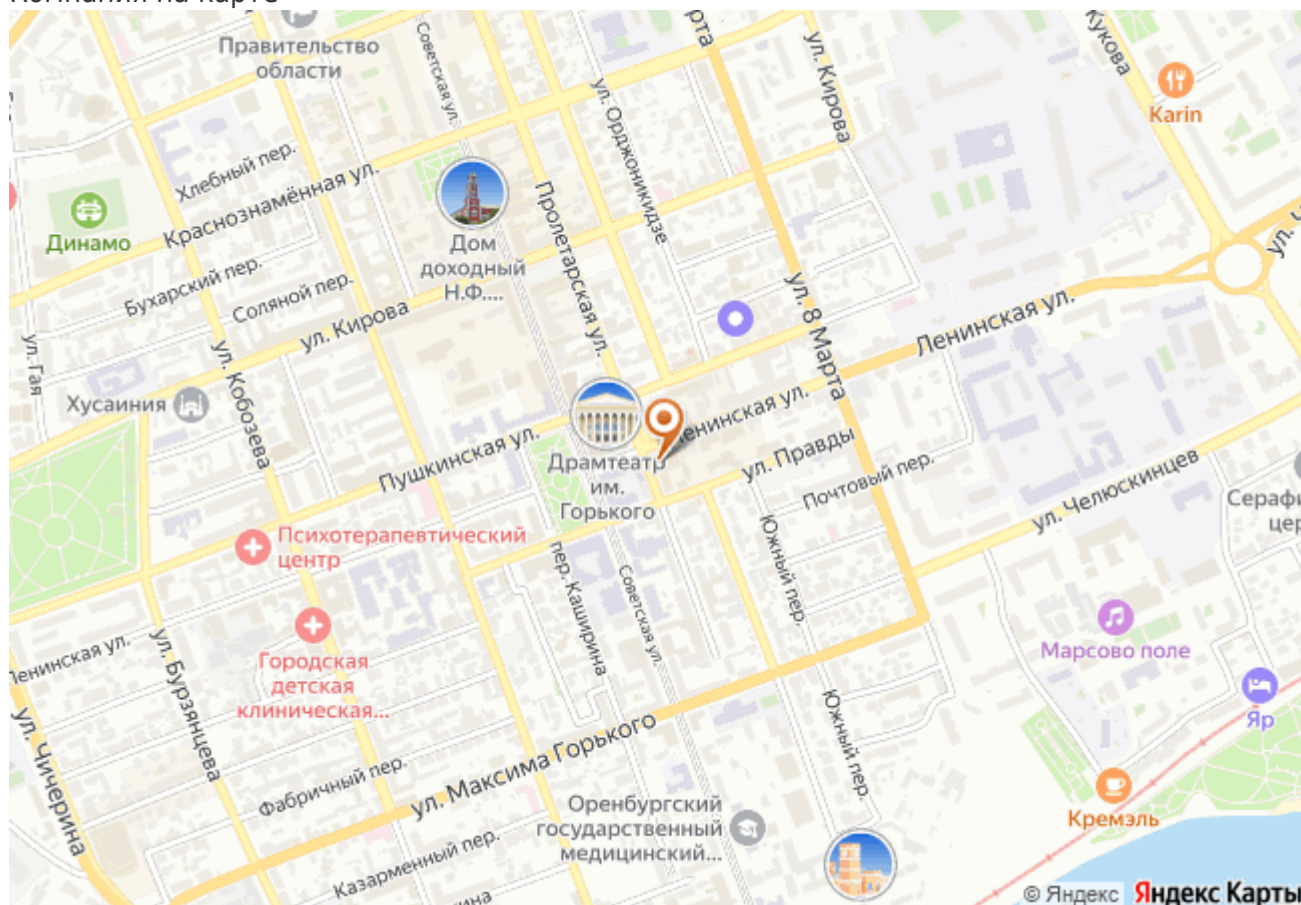 Компания на карте
Правительство
области
Советская ул.
ул. Орджоникидзе
ул. Кирова
Karin
Хлебный пер.
Краснознамённая ул.
Динамо
Дом
доходный
Н.Ф....
Пролетарская ул.
Бухарский пер.
Соляной пер.
ул. Кирова
ул. 8 Марта
Ленинская ул.
ул. Гая
ул. Кобозева
Хусаиния
Пушкинская ул.
Ленинская ул.
ул. Правды
Драмтеатр
им.
Горького
Почтовый пер.
ул. Челюскинцев
Психотерапевтический
центр
пер. Каширина
Советская ул.
Южный пер.
Марсово поле
Ленинская ул.
ул. Бурзянцева
Городская
детская
клиническая...
Яр
ул. Чичерина
Южный пер.
ул. Максима Горького
Фабричный пер.
Кремэль
Оренбургский
государственный
медицинский...
Казарменный пер.
© Яндекс Яндекс Карты